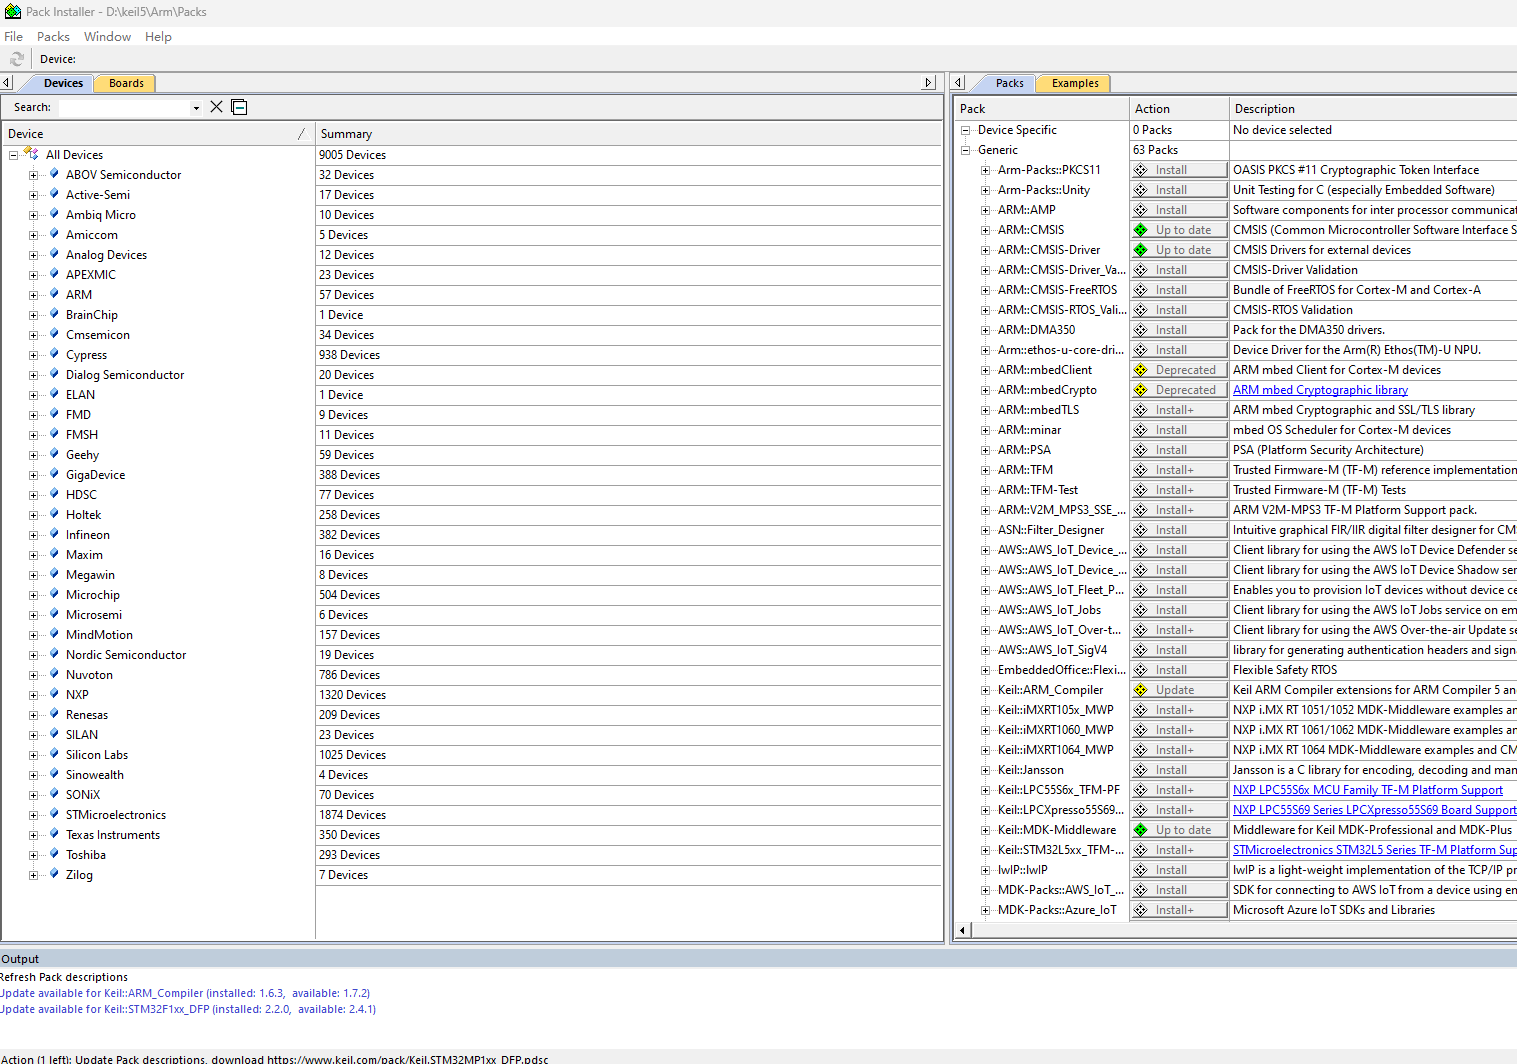 Pack Installer - D:\keil5\Arm\Packs
File Packs Window Help
Device:
Devices Boards
Search:
Device Summary
All Devices 9005 Devices
ABOV Semiconductor 32 Devices
Active-Semi 17 Devices
Ambiq Micro 10 Devices
Amiccom 5 Devices
Analog Devices 12 Devices
APEXMIC 23 Devices
ARM 57 Devices
BrainChip 1 Device
Cmsemicon 34 Devices
Cypress 938 Devices
Dialog Semiconductor 20 Devices
ELAN 1 Device
FMD 9 Devices
FMSH 11 Devices
Geehy 59 Devices
GigaDevice 388 Devices
HDSC 77 Devices
Holtek 258 Devices
Infineon 382 Devices
Maxim 16 Devices
Megawin 8 Devices
Microchip 504 Devices
Microsemi 6 Devices
MindMotion 157 Devices
Nordic Semiconductor 19 Devices
Nuvoton 786 Devices
NXP 1320 Devices
Renesas 209 Devices
SILAN 23 Devices
Silicon Labs 1025 Devices
Sinowealth 4 Devices
SONiX 70 Devices
STMicroelectronics 1874 Devices
Texas Instruments 350 Devices
Toshiba 293 Devices
Zilog 7 Devices
Packs Examples
Pack Action Description
Device Specific 0 Packs No device selected
Generic 63 Packs
Arm-Packs::PKCS11 Install OASIS PKCS #11 Cryptographic Token Interface
Arm-Packs::Unity Install Unit Testing for C (especially Embedded Software)
ARM::AMP Install Software components for inter processor communicat
ARM::CMSIS Up to date CMSIS (Common Microcontroller Software Interface S
ARM::CMSIS-Driver Up to date CMSIS Drivers for external devices
ARM::CMSIS-Driver_Va... Install CMSIS-Driver Validation
ARM::CMSIS-FreeRTOS Install Bundle of FreeRTOS for Cortex-M and Cortex-A
ARM::CMSIS-RTOS_Vali... Install CMSIS-RTOS Validation
ARM::DMA350 Install Pack for the DMA350 drivers.
Arm::ethos-u-core-dri... Install Device Driver for the Arm(R) Ethos(TM)-U NPU.
ARM::mbedClient Deprecated ARM mbed Client for Cortex-M devices
ARM::mbedCrypto Deprecated ARM mbed Cryptographic library
ARM::mbedTLS Install+ ARM mbed Cryptographic and SSL/TLS library
ARM::minar Install mbed OS Scheduler for Cortex-M devices
ARM::PSA Install PSA (Platform Security Architecture)
ARM::TFM Install+ Trusted Firmware-M (TF-M) reference implementation
ARM::TFM-Test Install+ Trusted Firmware-M (TF-M) Tests
ARM::V2M_MPS3_SSE_... Install+ ARM V2M-MPS3 TF-M Platform Support pack.
ASN::Filter_Designer Install Intuitive graphical FIR/IIR digital filter designer for CMS
AWS::AWS_IoT_Device_... Install Client library for using the AWS IoT Device Defender se
AWS::AWS_IoT_Device_... Install Client library for using the AWS IoT Device Shadow ser
AWS::AWS_IoT_Fleet_P... Install Enables you to provision IoT devices without device ce
AWS::AWS_IoT_Jobs Install Client library for using the AWS IoT Jobs service on em
AWS::AWS_IoT_Over-t... Install+ Client library for using the AWS Over-the-air Update se
AWS::AWS_IoT_SigV4 Install library for generating authentication headers and sign
EmbeddedOffice::Flexi... Install Flexible Safety RTOS
Keil::ARM_Compiler Update Keil ARM Compiler extensions for ARM Compiler 5 an
Keil::iMXRT105x_MWP Install+ NXP i.MX RT 1051/1052 MDK-Middleware examples an
Keil::iMXRT1060_MWP Install+ NXP i.MX RT 1061/1062 MDK-Middleware examples an
Keil::iMXRT1064_MWP Install+ NXP i.MX RT 1064 MDK-Middleware examples and CM
Keil::Jansson Install Jansson is a C library for encoding, decoding and man
Keil::LPC55S6x_TFM-PF Install+ NXP LPC55S6x MCU Family TF-M Platform Support
Keil::LPCXpresso55S69... Install+ NXP LPC55S69 Series LPCXpresso55S69 Board Support
Keil::MDK-Middleware Up to date Middleware for Keil MDK-Professional and MDK-Plus
Keil::STM32L5xx_TFM-... Install+ STMicroelectronics STM32L5 Series TF-M Platform Sup
lwIP::lwIP Install lwIP is a light-weight implementation of the TCP/IP pr
MDK-Packs::AWS_IoT_... Install SDK for connecting to AWS IoT from a device using en
MDK-Packs::Azure_IoT Install+ Microsoft Azure IoT SDKs and Libraries
Output
Refresh Pack descriptions
Update available for Keil::ARM_Compiler (installed: 1.6.3, available: 1.7.2)
Update available for Keil::STM32F1xx_DFP (installed: 2.2.0, available: 2.4.1)
Action (1 left): Update Pack descriptions, download https://www.keil.com/pack/Keil.STM32MP1xx_DFP.pdsc